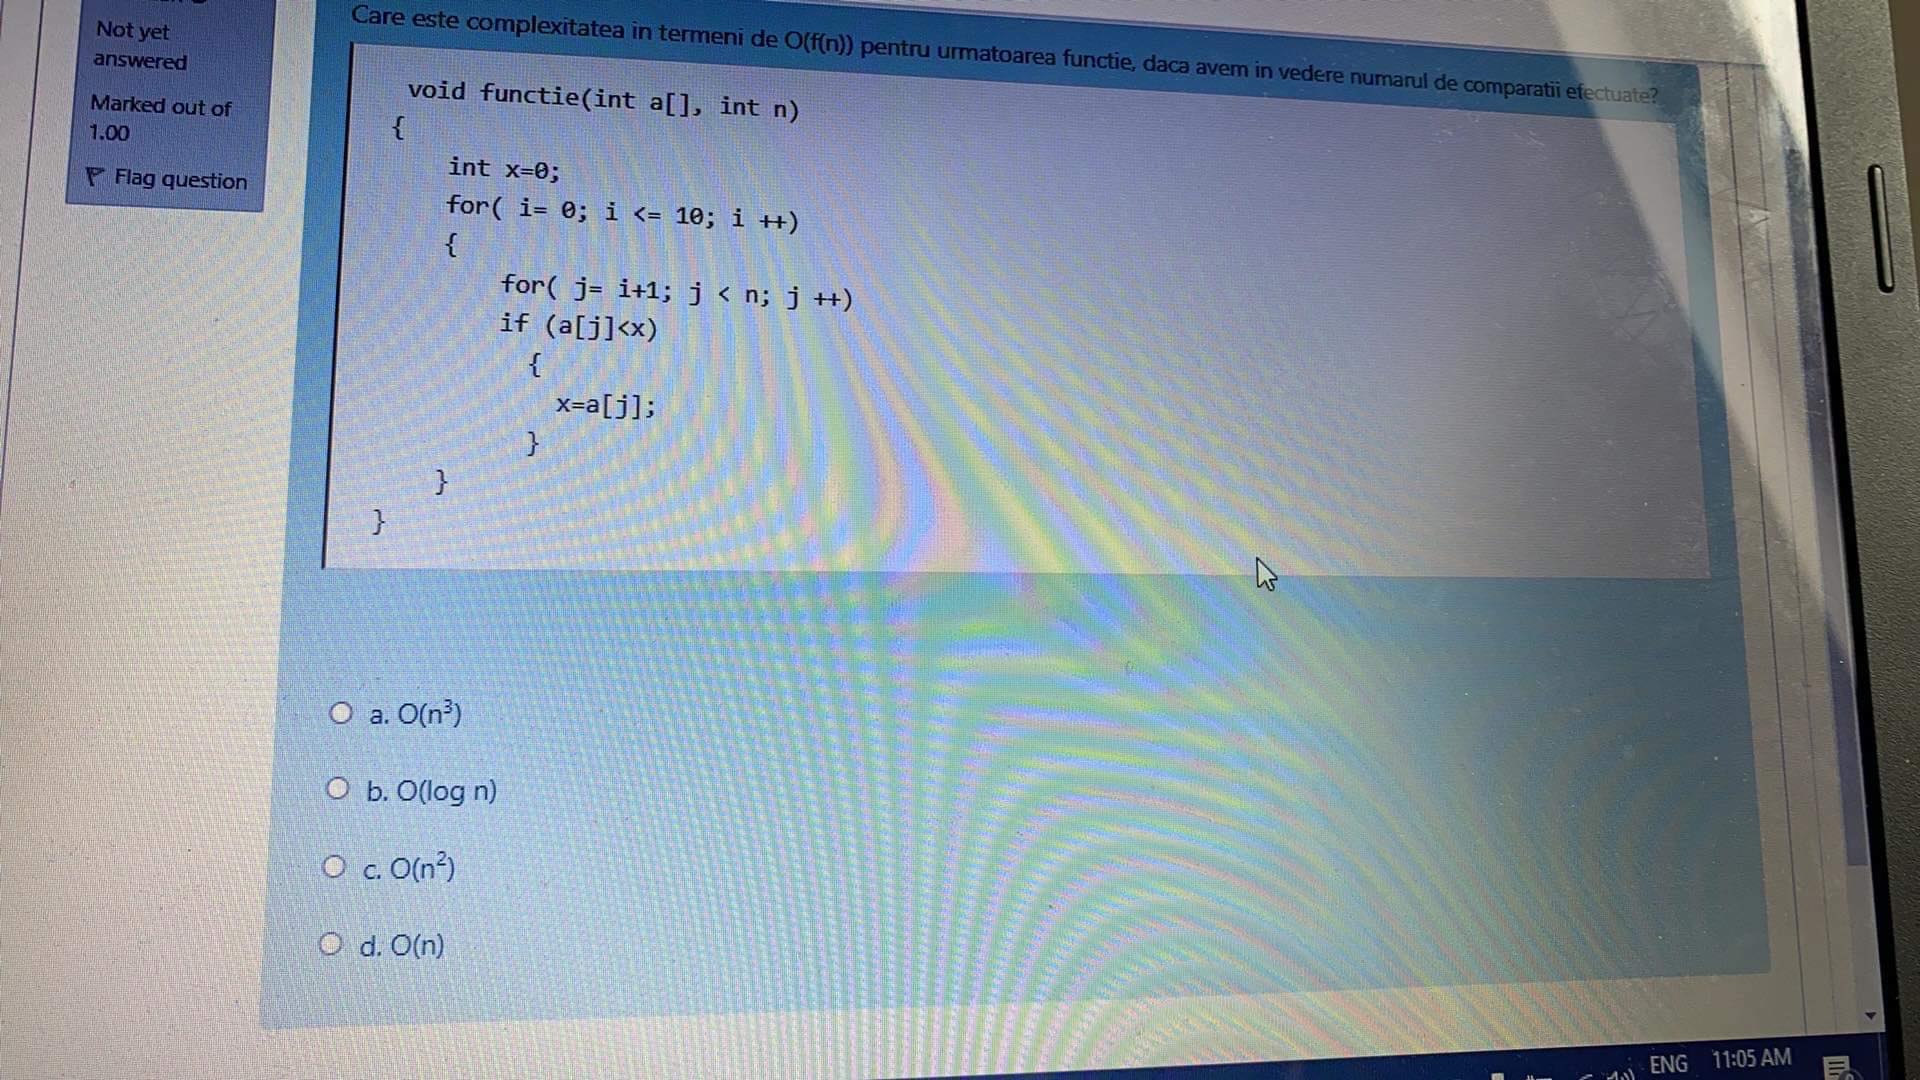 Not yet
answered
Marked out of
1.00
Flag question
Care este complexitatea in termeni de O(f(n)) pentru urmatoarea functie, daca avem in vedere numarul de comparatii efectuate?
void functie(int a[], int n)
{
int x=0;
for( i= 0; i <= 10; i ++)
{
for( j= i+1; j < n; j ++)
if (a[j]<x)
{
x=a[j];
}
}
}
a. O(n³)
b. O(log n)
c. O(n²)
d. O(n)
ENG 11:05 AM